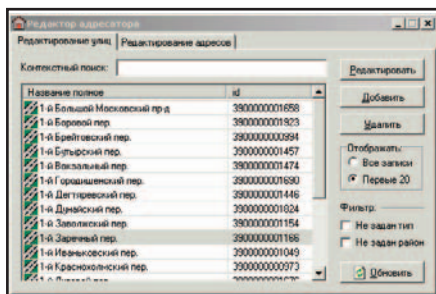 Редактор адресатора
Редактирование улиц Редактирование адресов
Контекстный поиск:
Название полное id
1-й Большой Московский пр-д 3900000001658
1-й Боровой пер. 3900000001923
1-й Брейтовский пер. 3900000000994
1-й Бутырский пер. 3900000001457
1-й Вокзальный пер. 3900000001474
1-й Городищенский пер. 3900000001690
1-й Дегтяревский пер. 3900000001446
1-й Дунайский пер. 3900000001824
1-й Заволжский пер. 3900000001154
1-й Заречный пер. 3900000001166
1-й Иваньковский пер. 3900000001049
1-й Краснохолмский пер. 3900000000973
Редактировать
Добавить
Удалить
Отображать:
Все записи
Первые 20
Фильтр:
Не задан тип
Не задан район
Обновить